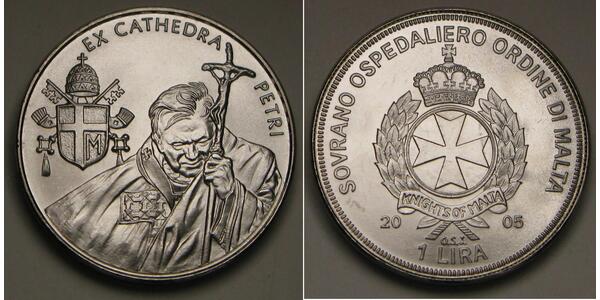 EX CATHEDRA PETRI
M
SOVRANO OSPEDALIERO ORDINE DI MALTA
KNIGHTS OF MALTA
20 05
O.S.J.
1 LIRA